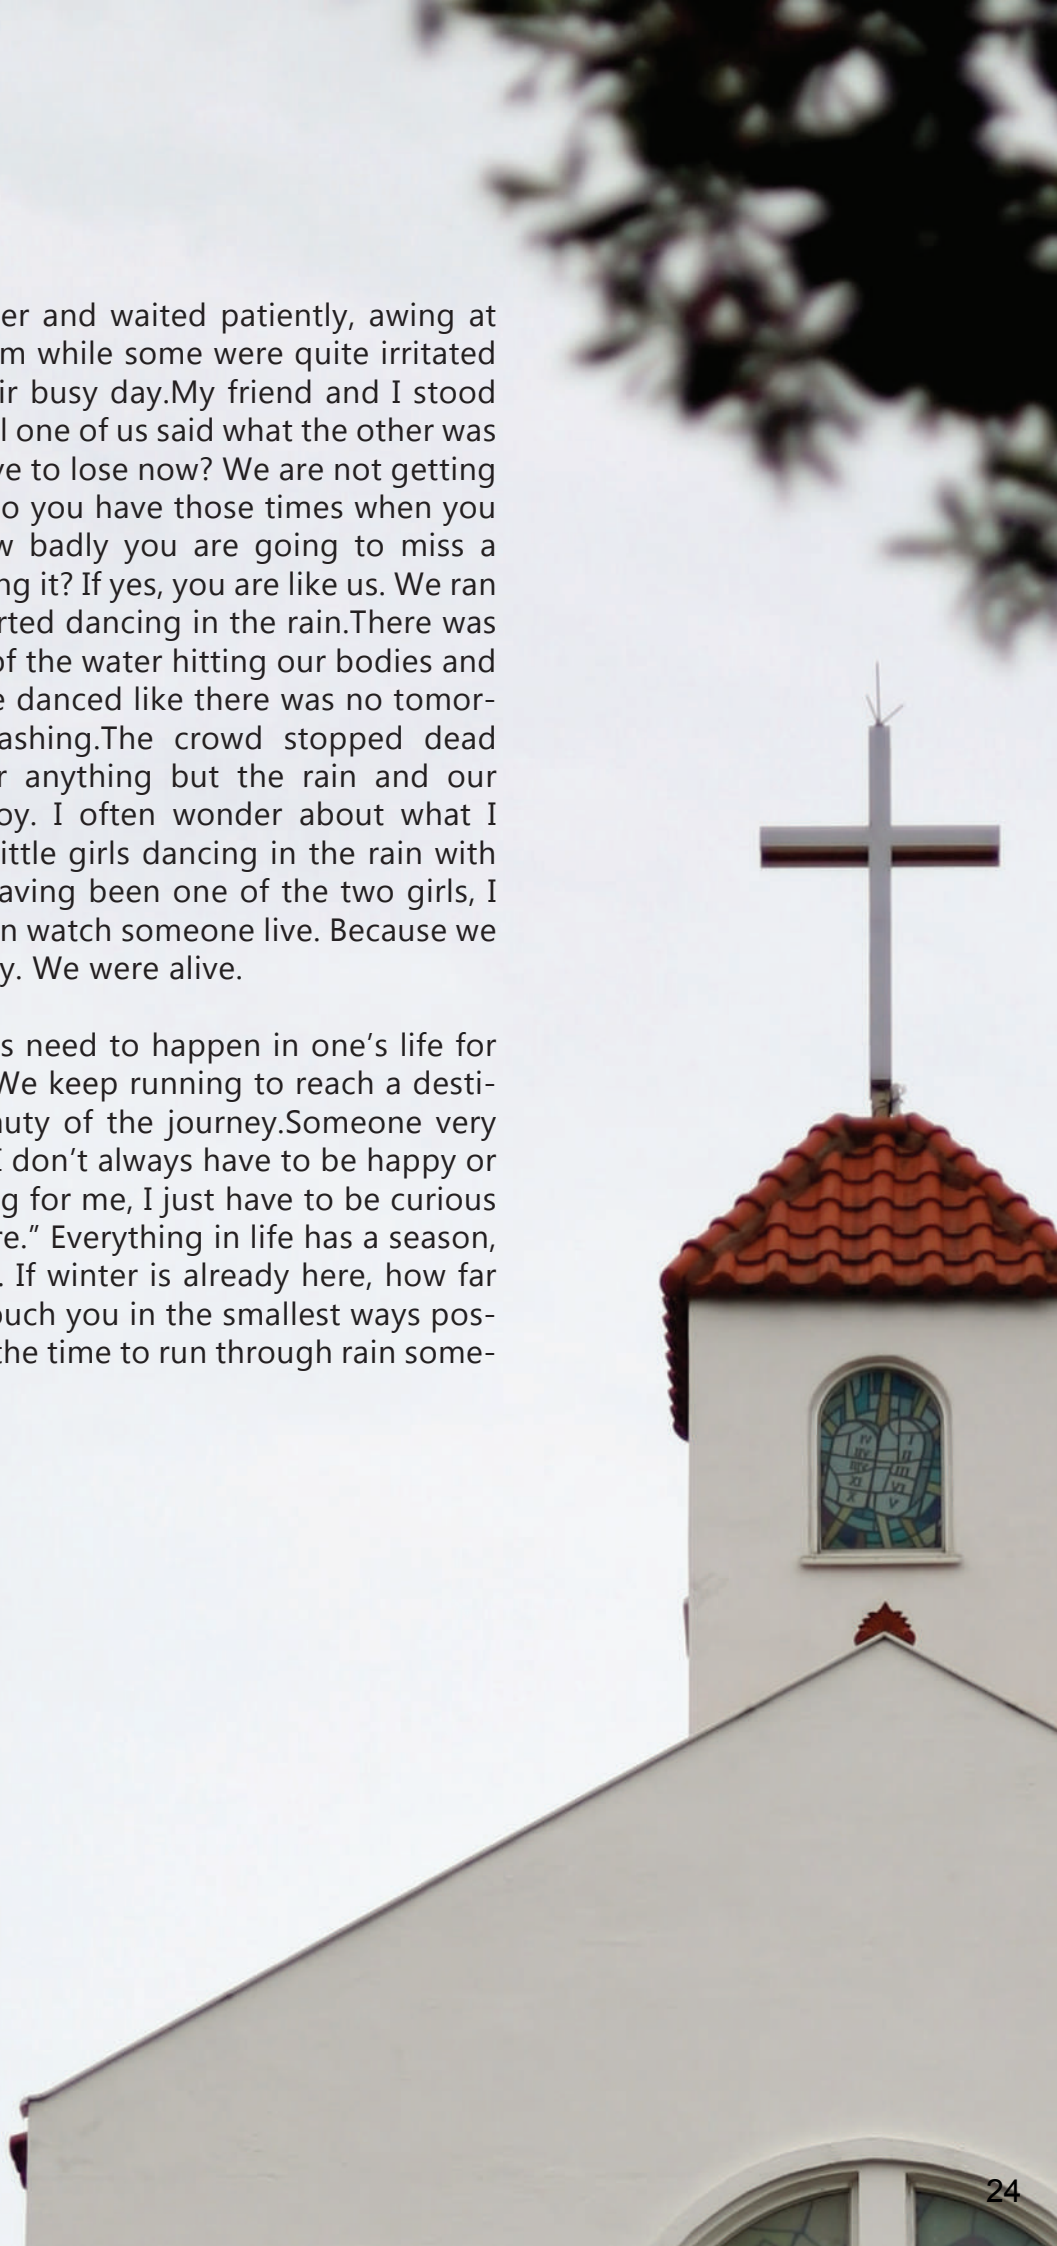 er and waited patiently, awing at
m while some were quite irritated
ir busy day.My friend and I stood
l one of us said what the other was
ve to lose now? We are not getting
o you have those times when you
w badly you are going to miss a
ng it? If yes, you are like us. We ran
rted dancing in the rain.There was
of the water hitting our bodies and
e danced like there was no tomor-
ashing.The crowd stopped dead
r anything but the rain and our
oy. I often wonder about what I
ittle girls dancing in the rain with
aving been one of the two girls, I
n watch someone live. Because we
y. We were alive.
s need to happen in one’s life for
We keep running to reach a desti-
auty of the journey.Someone very
I don’t always have to be happy or
g for me, I just have to be curious
re.” Everything in life has a season,
. If winter is already here, how far
ouch you in the smallest ways pos-
the time to run through rain some-
IV I
II
III
XI VI
X V
24